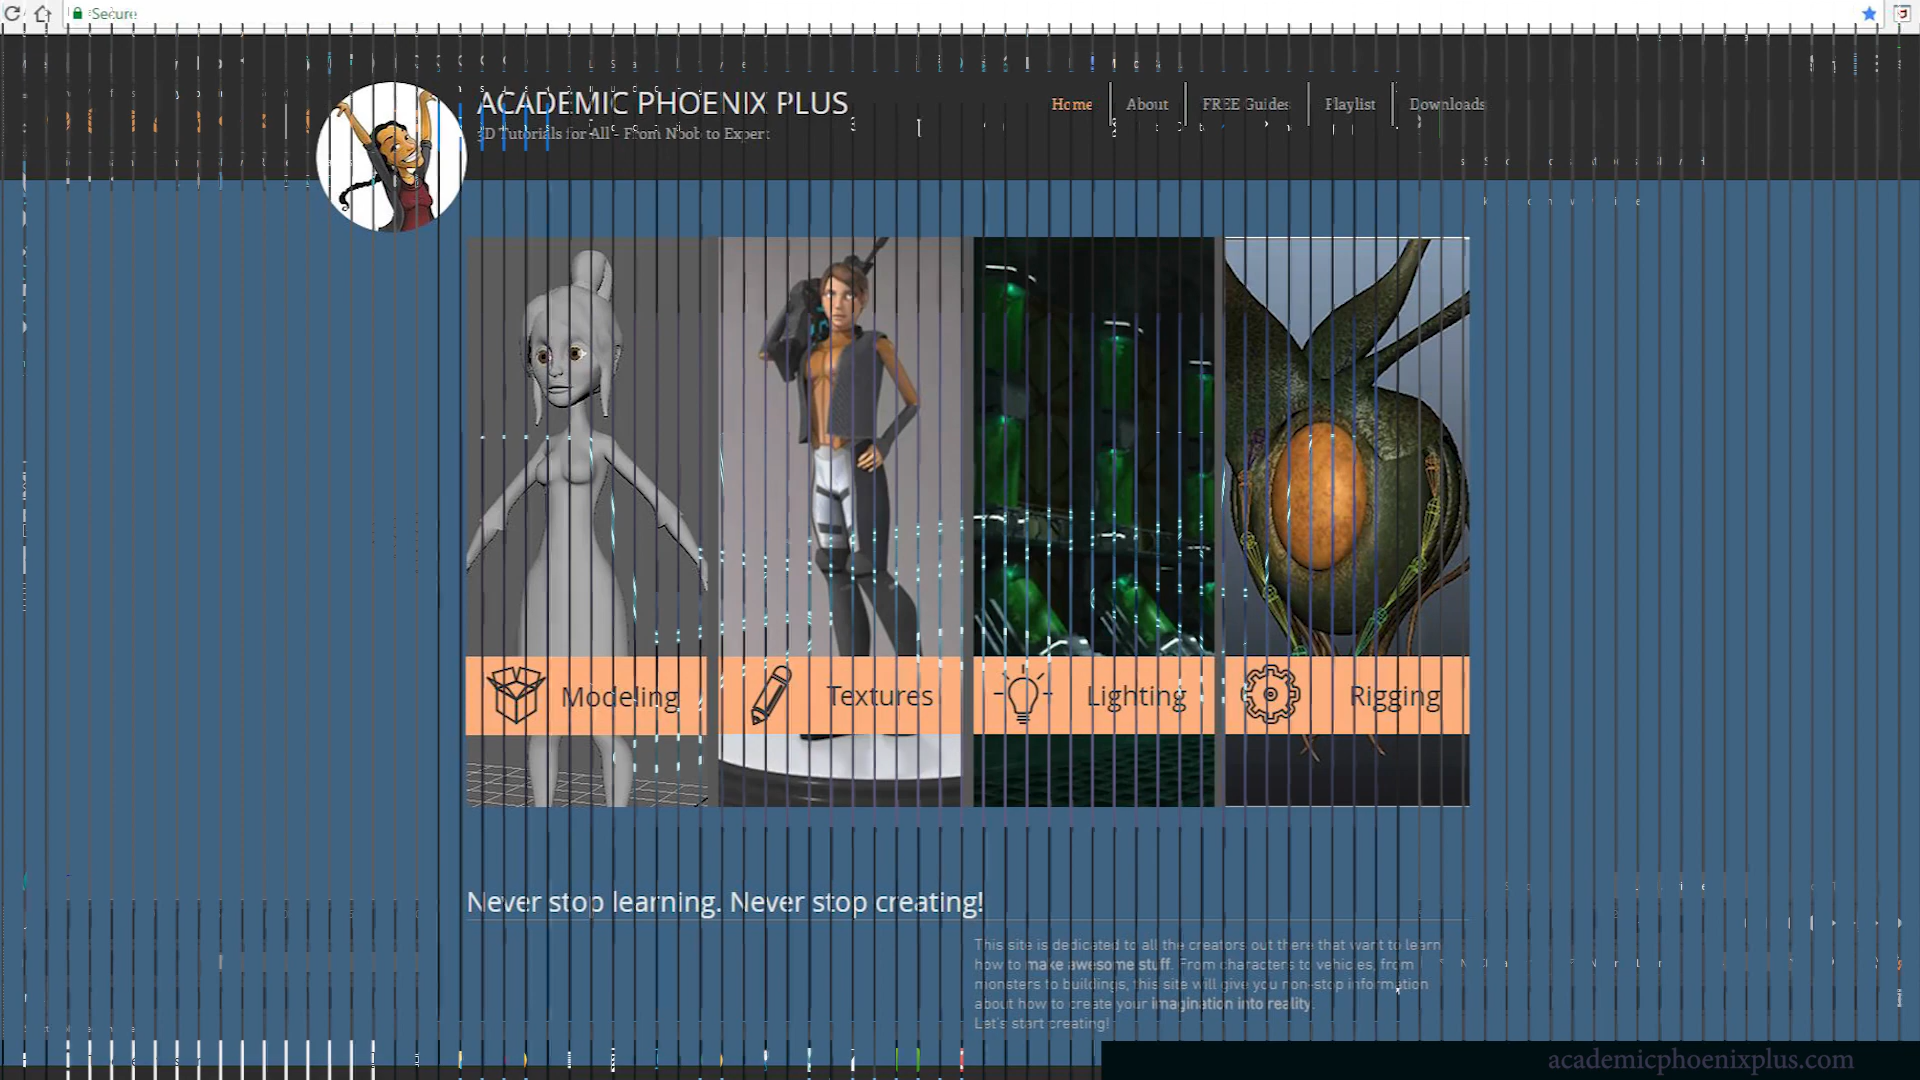 Secure
ACADEMIC PHOENIX PLUS
3D Tutorials for All - From Noob to Expert
Home
About
FREE Guides
Playlist
Downloads
Modeling
Textures
Lighting
Rigging
Never stop learning. Never stop creating!
This site is dedicated to all the creators out there that want to learn
how to make awesome stuff. From characters to vehicles, from
monsters to buildings, this site will give you non-stop information
about how to create your imagination into reality.
Let's start creating!
academicphoenixplus.com